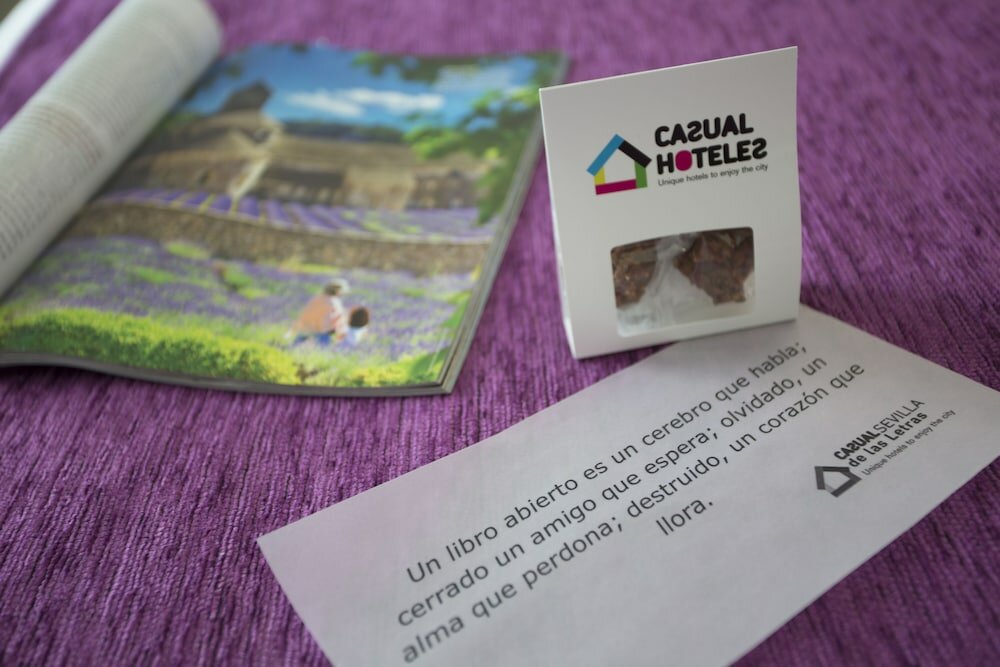 CASUAL
HOTELES
Unique hotels to enjoy the city
Un libro abierto es un cerebro que habla;
cerrado un amigo que espera; olvidado, un
alma que perdona; destruido, un corazón que
llora.
CASUALSEVILLA
de las Letras
Unique hotels to enjoy the city